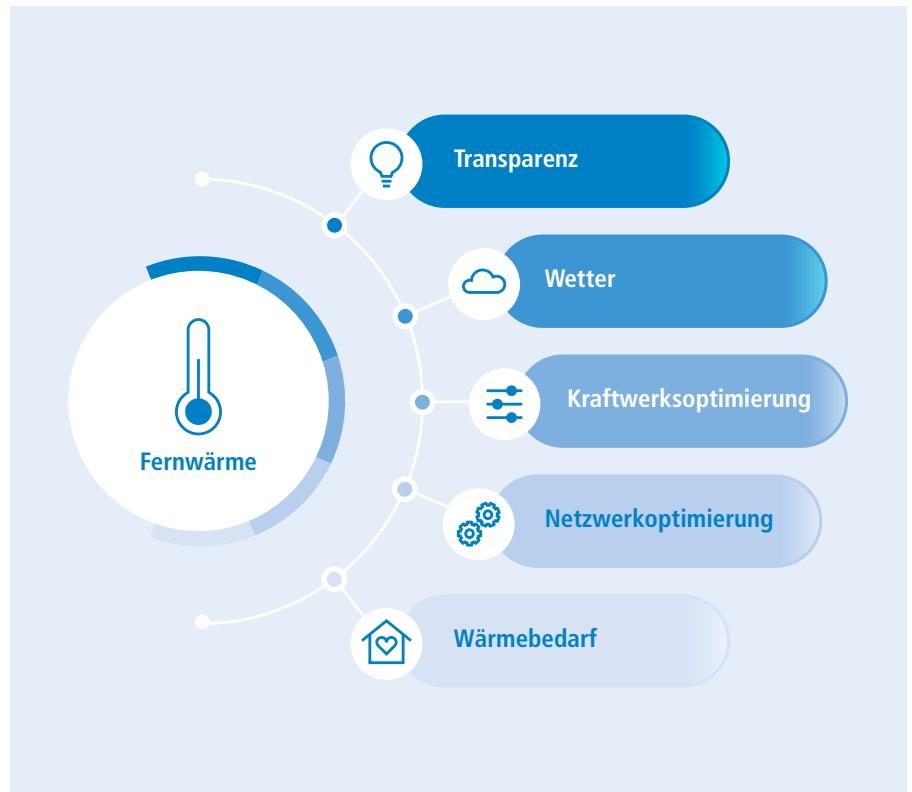 Transparenz
Wetter
Kraftwerksoptimierung
Fernwärme
Netzwerkoptimierung
Wärmebedarf